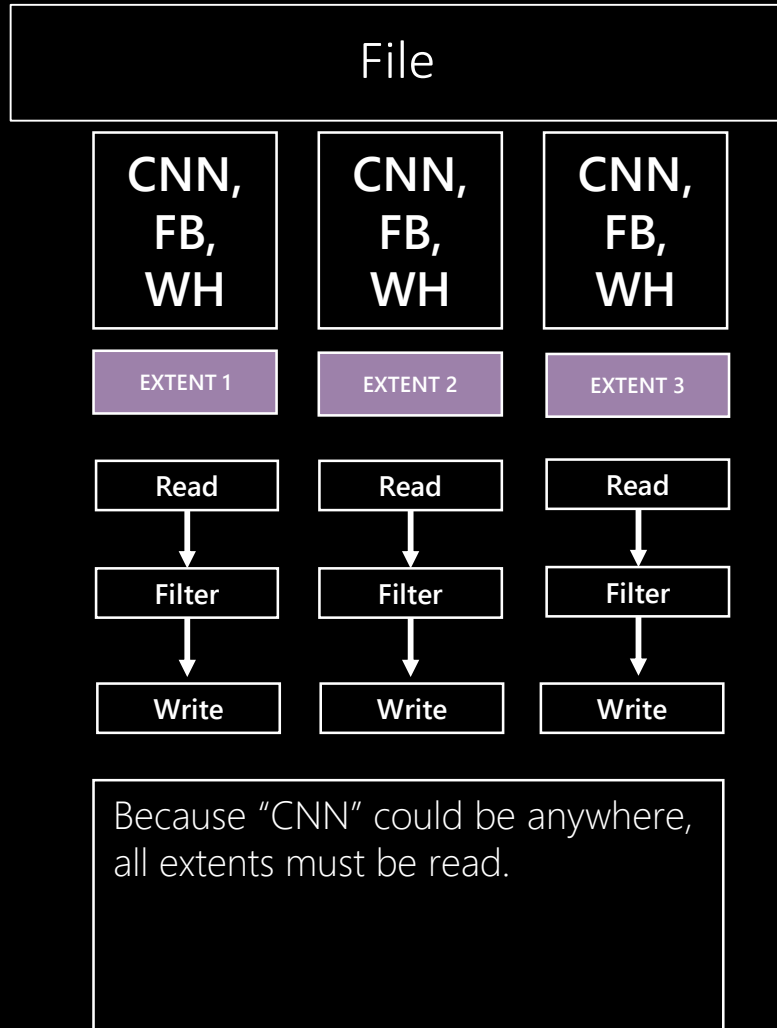 File
CNN,
FB,
WH
CNN,
FB,
WH
CNN,
FB,
WH
EXTENT 1
EXTENT 2
EXTENT 3
Read
Read
Read
Filter
Filter
Filter
Write
Write
Write
Because “CNN” could be anywhere,
all extents must be read.